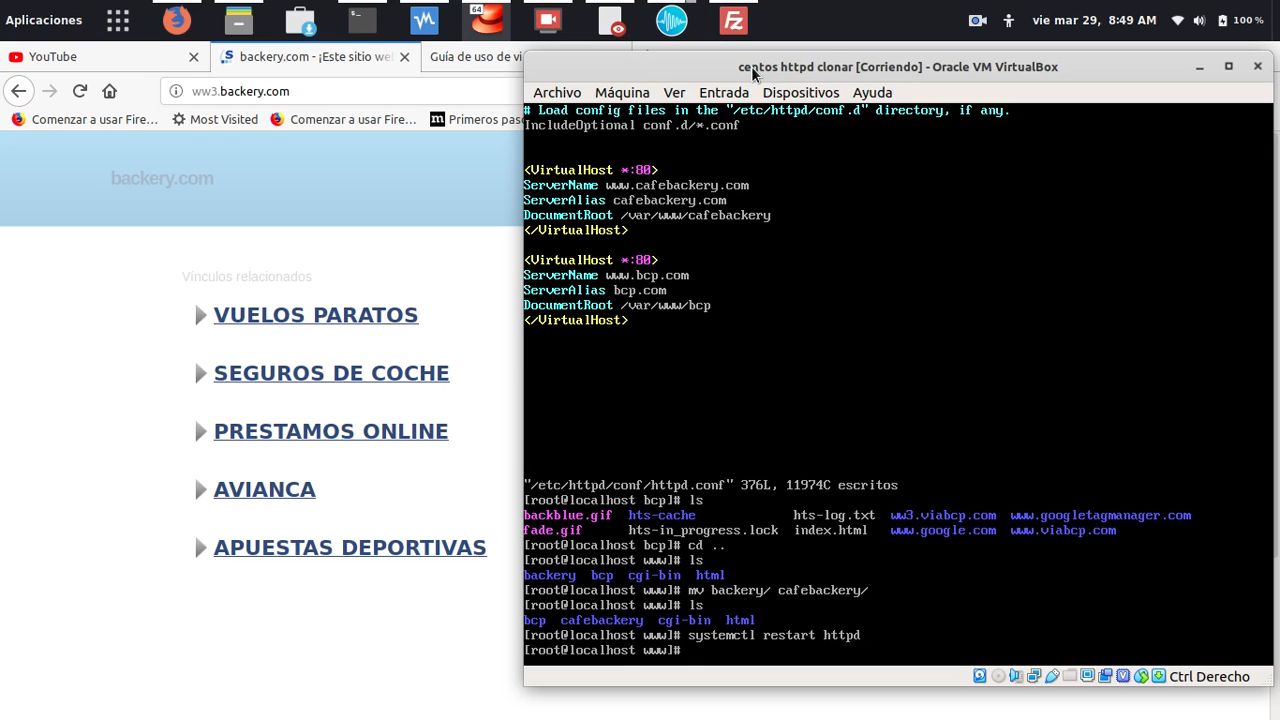 Aplicaciones
64
vie mar 29, 8:49 AM
100 %
YouTube
backery.com - ¡Este sitio we
Guía de uso de vi
ww3.backery.com
Comenzar a usar Fire…
Most Visited
Comenzar a usar Fire…
Primeros pas
backery.com
Vínculos relacionados
VUELOS PARATOS
SEGUROS DE COCHE
PRESTAMOS ONLINE
AVIANCA
APUESTAS DEPORTIVAS
centos httpd clonar [Corriendo] - Oracle VM VirtualBox
Archivo Máquina Ver Entrada Dispositivos Ayuda
# Load config files in the "/etc/httpd/conf.d" directory, if any.
IncludeOptional conf.d/*.conf
<VirtualHost *:80>
ServerName www.cafebackery.com
ServerAlias cafebackery.com
DocumentRoot /var/www/cafebackery
</VirtualHost>
<VirtualHost *:80>
ServerName www.bcp.com
ServerAlias bcp.com
DocumentRoot /var/www/bcp
</VirtualHost>
"/etc/httpd/conf/httpd.conf" 376L, 11974C escritos
[root@localhost bcp]# ls
backblue.gif hts-cache hts-log.txt ww3.viabcp.com www.googletagmanager.com
fade.gif hts-in_progress.lock index.html www.google.com www.viabcp.com
[root@localhost bcp]# cd ..
[root@localhost www]# ls
backery bcp cgi-bin html
[root@localhost www]# mv backery/ cafebackery/
[root@localhost www]# ls
bcp cafebackery cgi-bin html
[root@localhost www]# systemctl restart httpd
[root@localhost www]#
Ctrl Derecho